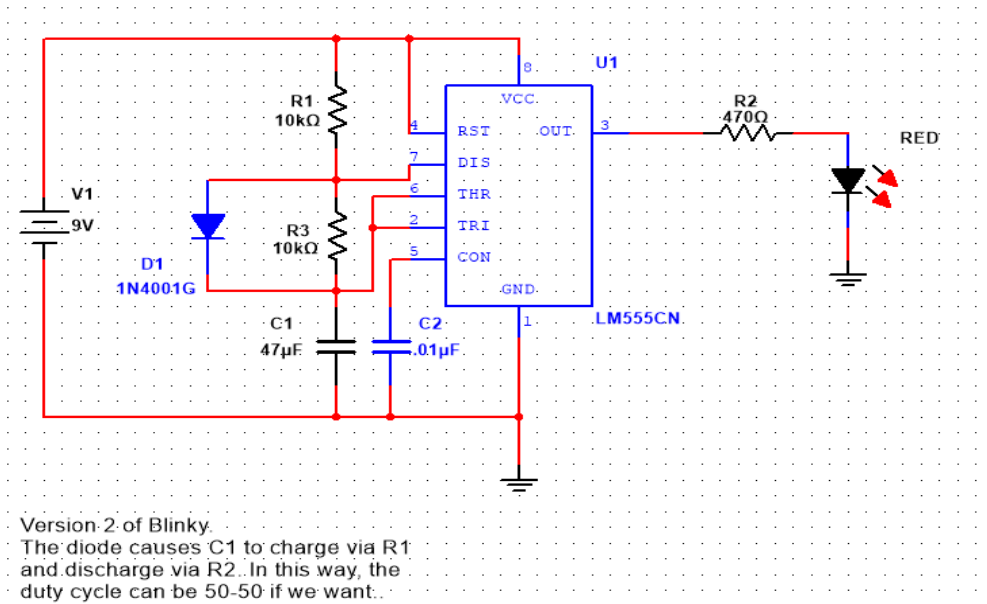 8
U1
VCC
R1
10kΩ
R2
470Ω
4
RST
OUT
3
RED
7
DIS
V1
9V
6
THR
R3
10kΩ
2
TRI
D1
1N4001G
5
CON
GND
C1
47µF
C2
.01µF
1
LM555CN
Version 2 of Blinky.
The diode causes C1 to charge via R1
and discharge via R2. In this way, the
duty cycle can be 50-50 if we want..